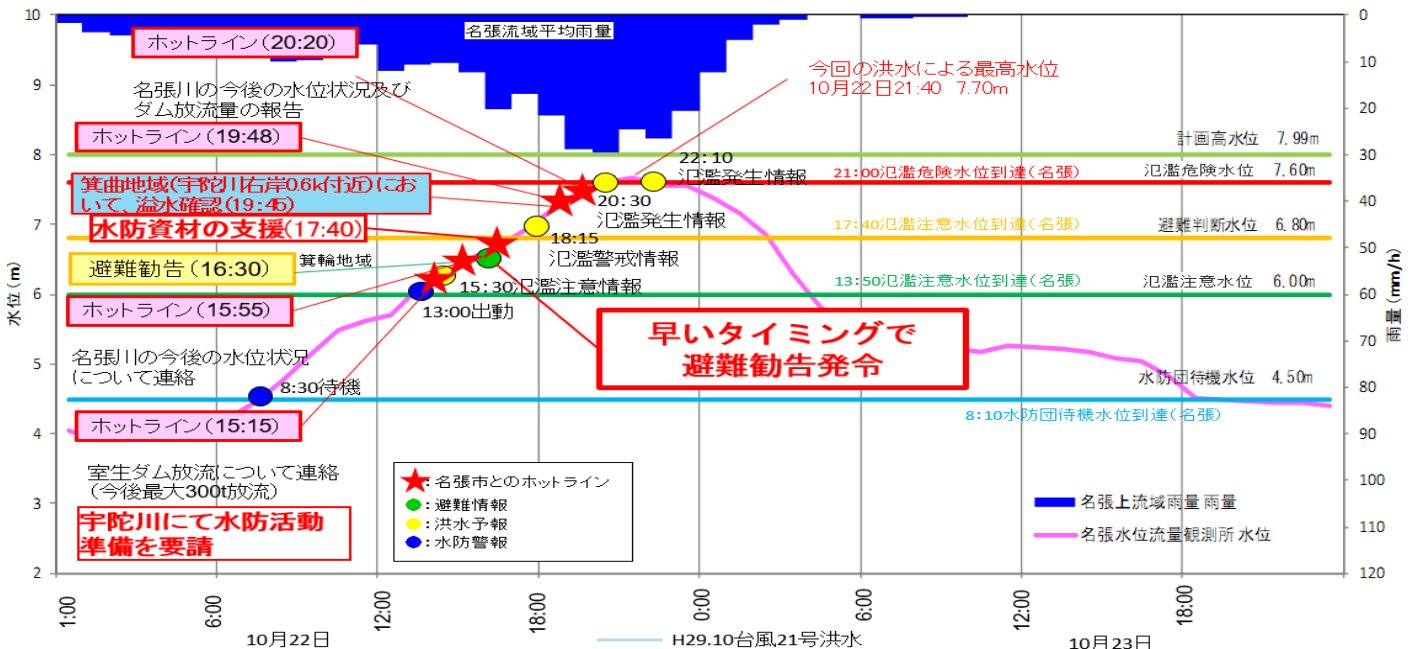 名張流域平均雨量
ホットライン(20:20)
名張川の今後の水位状況及び
ダム放流量の報告
今回の洪水による最高水位
10月22日21:40 7.70m
ホットライン(19:48)
箕曲地域(宇陀川右岸0.6k付近)にお
いて、溢水確認(19:45)
水防資材の支援(17:40)
避難勧告(16:30)
箕輪地域
ホットライン(15:55)
名張川の今後の水位状況
について連絡
ホットライン(15:15)
室生ダム放流について連絡
(今後最大300t放流)
宇陀川にて水防活動
準備を要請
8:30待機
13:00出動
15:30氾濫注意情報
18:15
氾濫警戒情報
20:30
氾濫発生情報
22:10
氾濫発生情報
早いタイミングで
避難勧告発令
計画高水位 7.99m
21:00氾濫危険水位到達(名張)
氾濫危険水位 7.60m
17:40氾濫注意水位到達(名張)
避難判断水位 6.80m
13:50氾濫注意水位到達(名張)
氾濫注意水位 6.00m
水防団待機水位 4.50m
8:10水防団待機水位到達(名張)
★:名張市とのホットライン
●:避難情報
●:洪水予報
●:水防警報
名張上流域雨量 雨量
名張水位流量観測所 水位
水位(m)
10
9
8
7
6
5
4
3
2
雨量(mm/h)
0
10
20
30
40
50
60
70
80
90
100
110
120
1:00
6:00
12:00
18:00
0:00
6:00
12:00
18:00
10月22日
H29.10台風21号洪水
10月23日